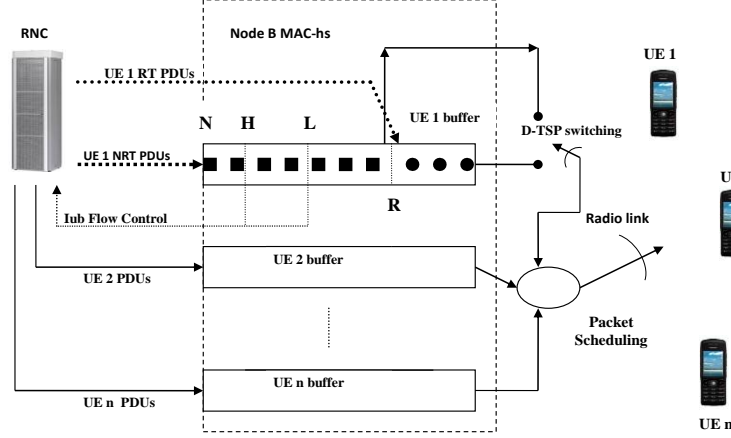 RNC
Node B MAC-hs
UE 1
UE 1 RT PDUs
N
H
L
UE 1 buffer
D-TSP switching
UE 1 NRT PDUs
R
U
Iub Flow Control
Radio link
UE 2 buffer
UE 2 PDUs
Packet
Scheduling
UE n buffer
UE n PDUs
UE n